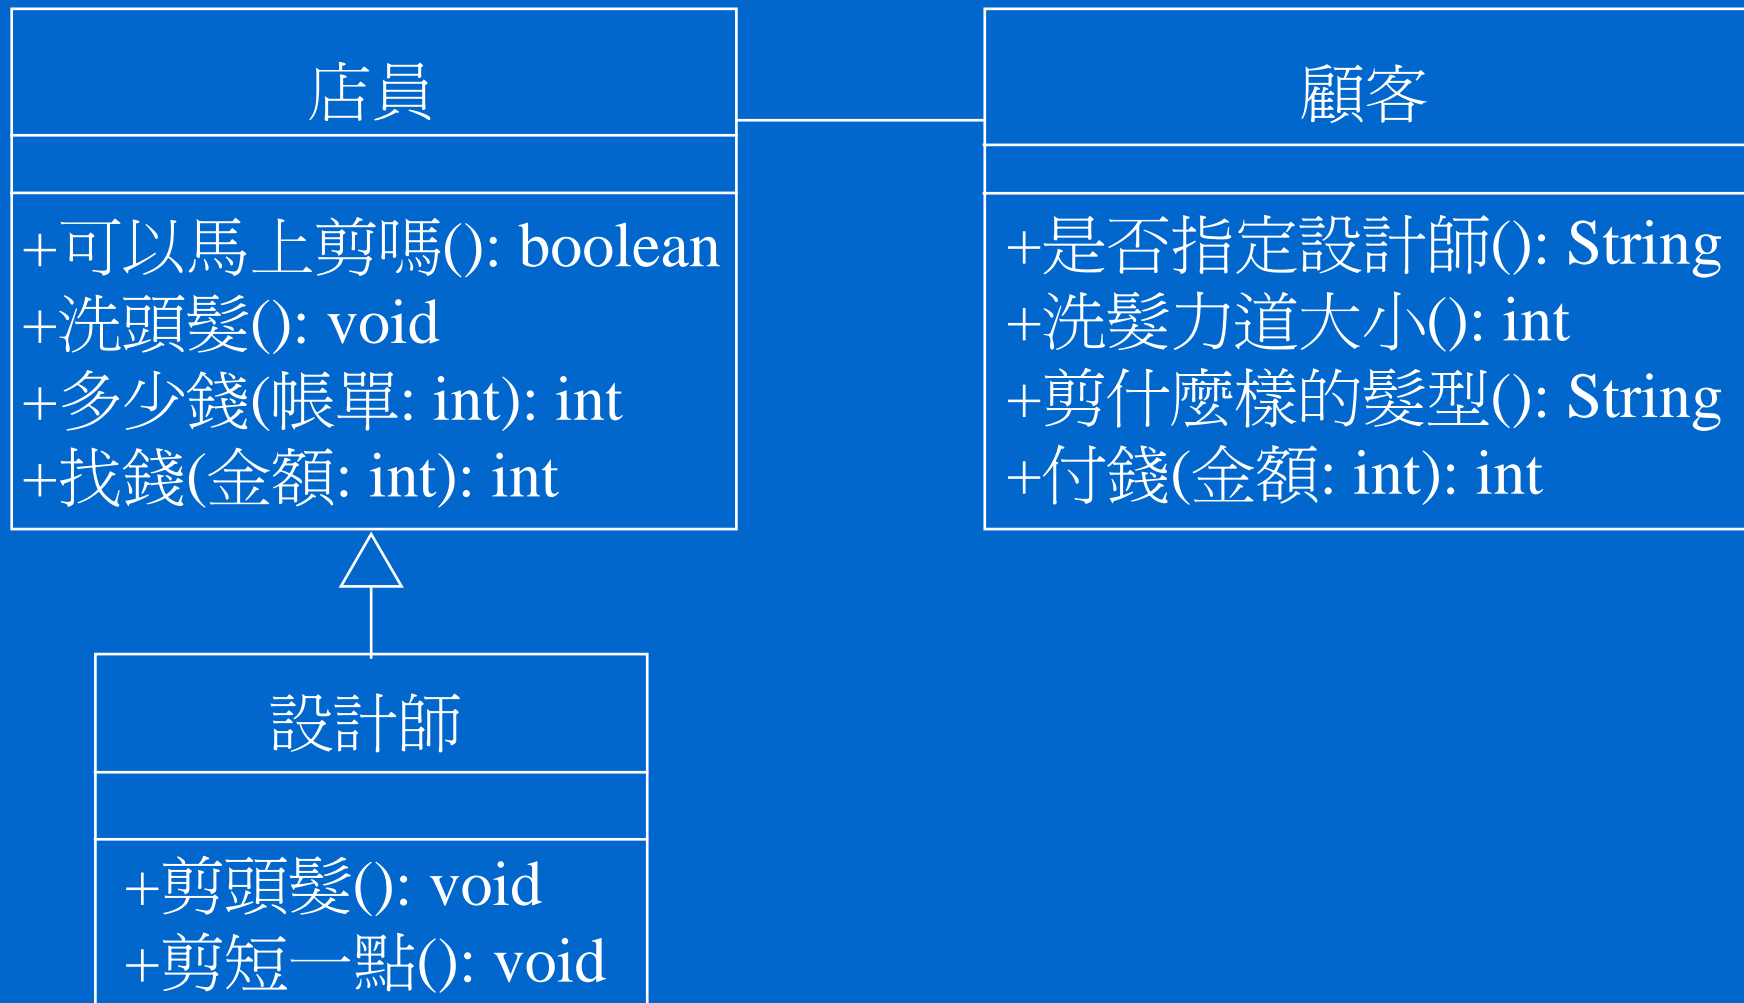 店員
+可以馬上剪嗎(): boolean
+洗頭髮(): void
+多少錢(帳單: int): int
+找錢(金額: int): int
顧客
+是否指定設計師(): String
+洗髮力道大小(): int
+剪什麼樣的髮型(): String
+付錢(金額: int): int
設計師
+剪頭髮(): void
+剪短一點(): void